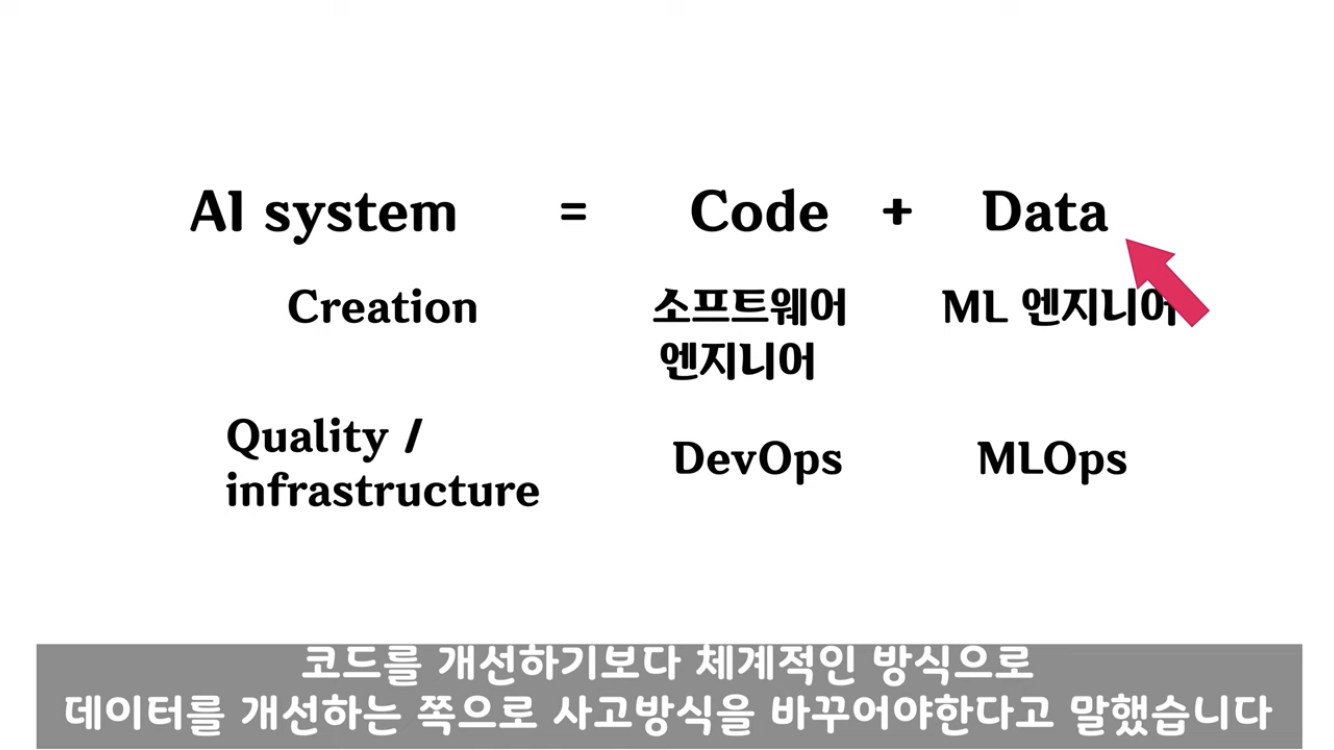 AI system = Code + Data
Creation 소프트웨어 ML 엔지니어
엔지니어
Quality /
infrastructure DevOps MLOps
코드를 개선하기보다 체계적인 방식으로
데이터를 개선하는 쪽으로 사고방식을 바꾸어야한다고 말했습니다